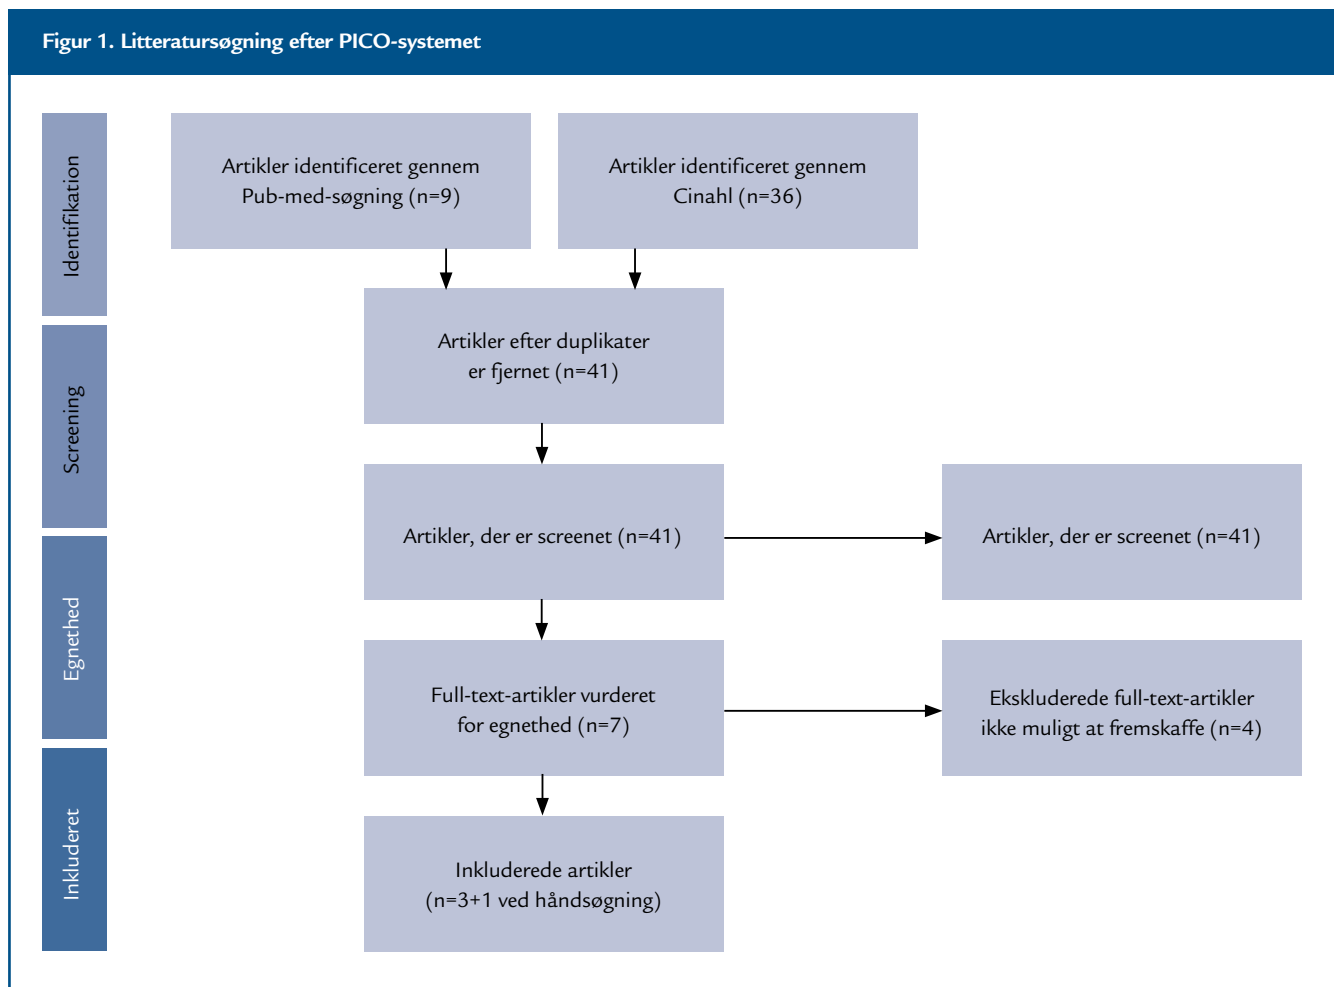 Figur 1. Litteratursøgning efter PICO-systemet
Identifikation
Artikler identificeret gennem
Pub-med-søgning (n=9)
Artikler identificeret gennem
Cinahl (n=36)
Screening
Artikler efter duplikater
er fjernet (n=41)
Artikler, der er screenet (n=41)
Artikler, der er screenet (n=41)
Egnethed
Full-text-artikler vurderet
for egnethed (n=7)
Ekskluderede full-text-artikler
ikke muligt at fremskaffe (n=4)
Inkluderet
Inkluderede artikler
(n=3+1 ved håndsøgning)